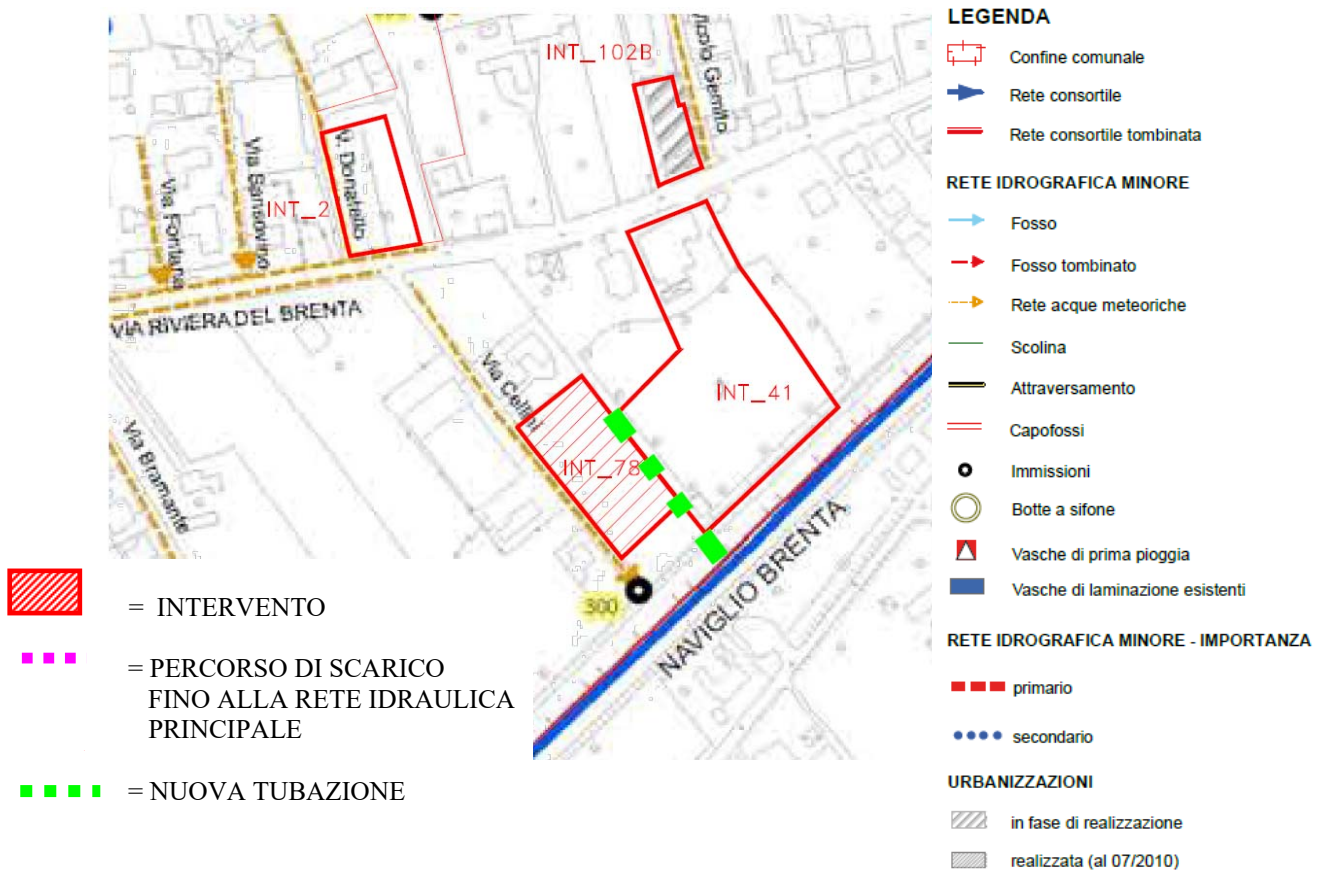 INT_102B
Vicolo Gemito
V. Donatello
Via Sansovino
Via Fontana
INT_2
VIA RIVIERA DEL BRENTA
Via Cellini
INT_41
Via Bramante
INT_78
300
NAVIGLIO BRENTA
= INTERVENTO
= PERCORSO DI SCARICO
FINO ALLA RETE IDRAULICA
PRINCIPALE
= NUOVA TUBAZIONE
LEGENDA
Confine comunale
Rete consortile
Rete consortile tombinata
RETE IDROGRAFICA MINORE
Fosso
Fosso tombinato
Rete acque meteoriche
Scolina
Attraversamento
Capofossi
Immissioni
Botte a sifone
Vasche di prima pioggia
Vasche di laminazione esistenti
RETE IDROGRAFICA MINORE - IMPORTANZA
primario
secondario
URBANIZZAZIONI
in fase di realizzazione
realizzata (al 07/2010)